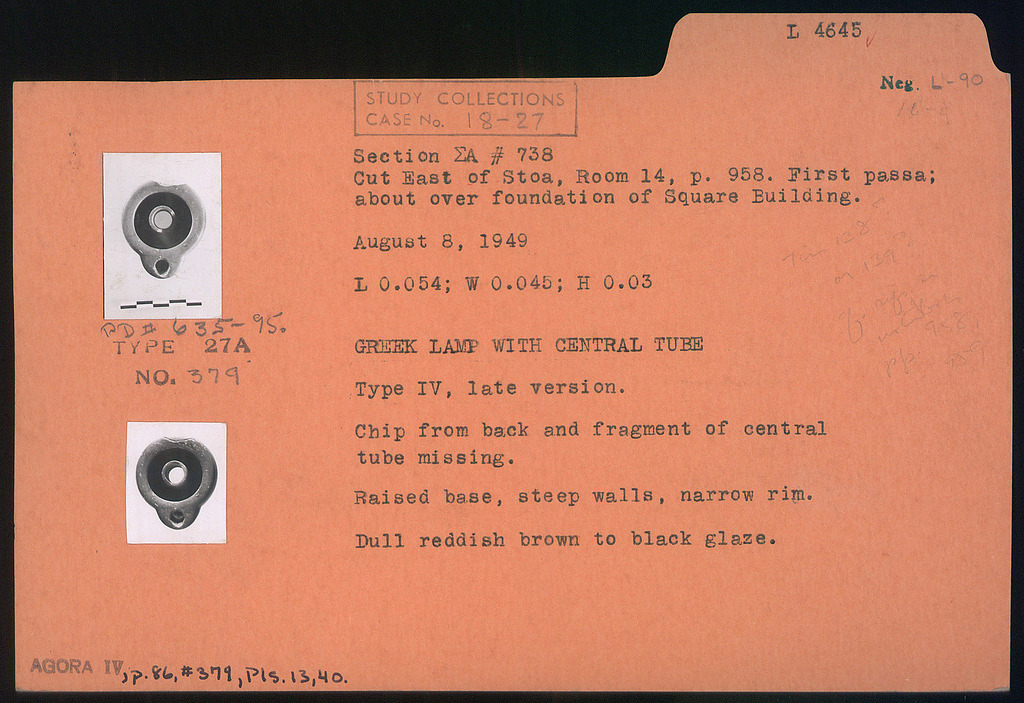 L 4645
Neg. L-90
STUDY COLLECTIONS
CASE No. 18-27
Section ΣA # 738
Cut East of Stoa, Room 14, p. 958. First passa;
about over foundation of Square Building.
August 8, 1949
L 0.054; W 0.045; H 0.03
PD# 635-95.
TYPE 27A
NO. 379
GREEK LAMP WITH CENTRAL TUBE
Type IV, late version.
Chip from back and fragment of central
tube missing.
Raised base, steep walls, narrow rim.
Dull reddish brown to black glaze.
AGORA IV, p.86, #379, Pls. 13, 40.